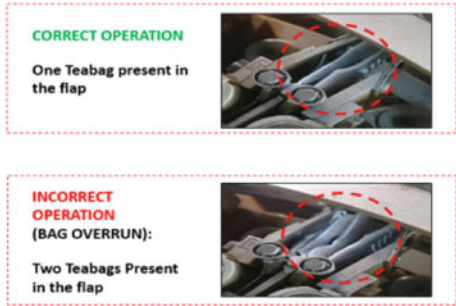 CORRECT OPERATION
One Teabag present in
the flap
INCORRECT
OPERATION
(BAG OVERRUN):
Two Teabags Present
in the flap